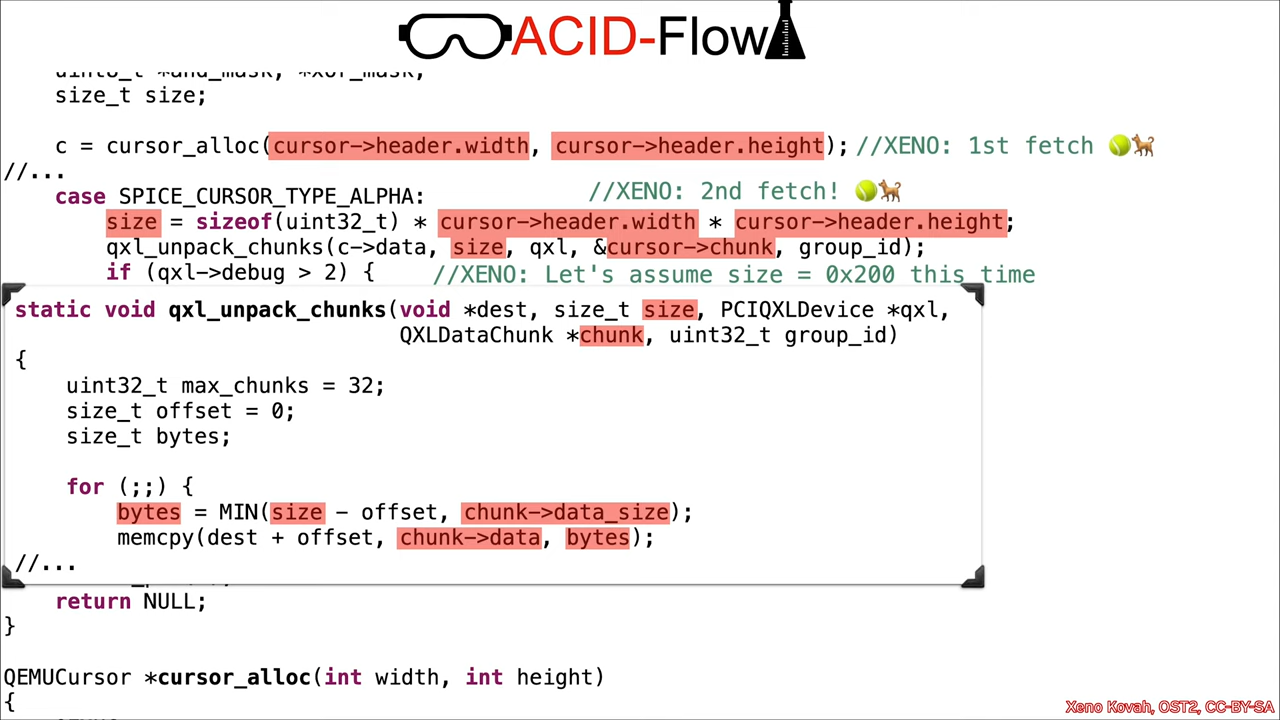 ACID-Flow
uint8_t *and_mask, *xor_mask;
size_t size;
c = cursor_alloc(cursor->header.width, cursor->header.height); //XENO: 1st fetch 🎾🐕
//...
case SPICE_CURSOR_TYPE_ALPHA: //XENO: 2nd fetch! 🎾🐕
size = sizeof(uint32_t) * cursor->header.width * cursor->header.height;
qxl_unpack_chunks(c->data, size, qxl, &cursor->chunk, group_id);
if (qxl->debug > 2) { //XENO: Let's assume size = 0x200 this time
static void qxl_unpack_chunks(void *dest, size_t size, PCIQXLDevice *qxl,
QXLDataChunk *chunk, uint32_t group_id)
{
uint32_t max_chunks = 32;
size_t offset = 0;
size_t bytes;
for (;;) {
bytes = MIN(size - offset, chunk->data_size);
memcpy(dest + offset, chunk->data, bytes);
//...
return NULL;
}
QEMUCursor *cursor_alloc(int width, int height)
{
Xeno Kovah, OST2, CC-BY-SA